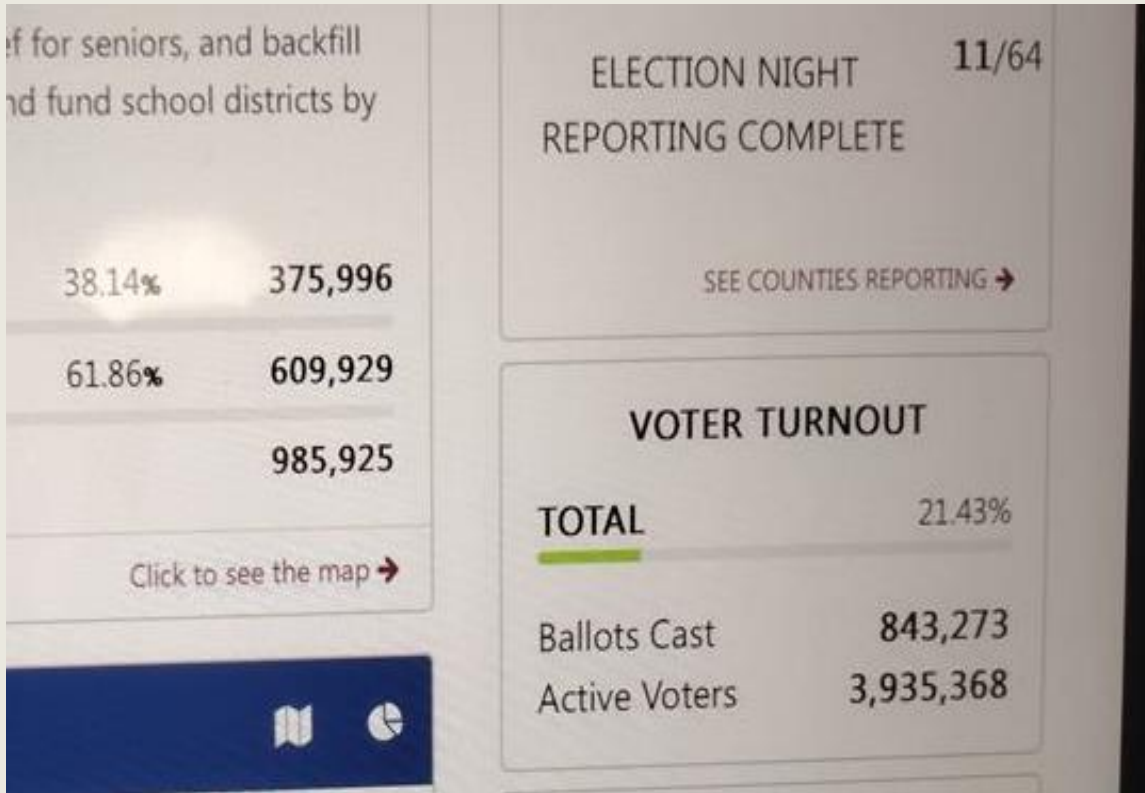 ef for seniors, and backfill
nd fund school districts by
38.14% 375,996
61.86% 609,929
985,925
Click to see the map →
ELECTION NIGHT 11/64
REPORTING COMPLETE
SEE COUNTIES REPORTING →
VOTER TURNOUT
TOTAL 21.43%
Ballots Cast 843,273
Active Voters 3,935,368